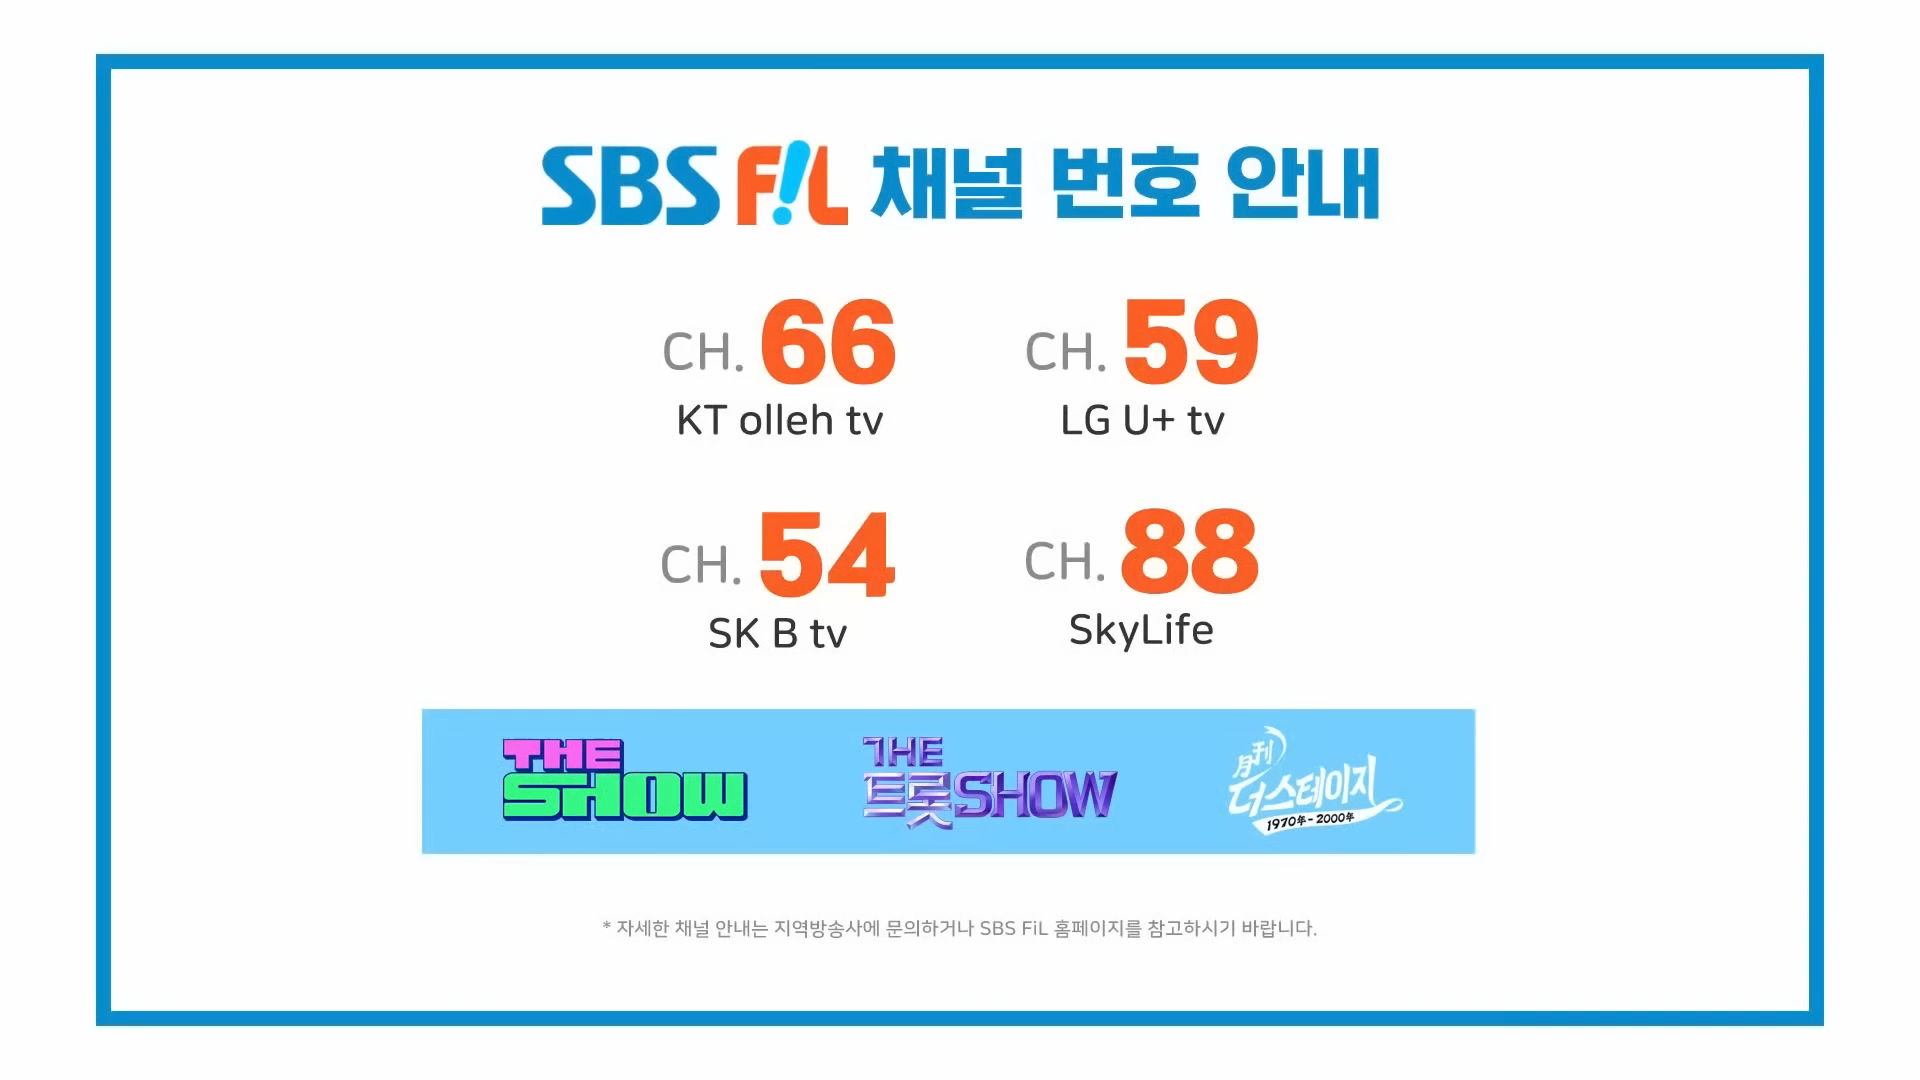 SBS F!L 채널 번호 안내
CH. 66
KT olleh tv
CH. 59
LG U+ tv
CH. 54
SK B tv
CH. 88
SkyLife
THE
SHOW
THE
트롯SHOW
月刊
더스테이지
1970年 - 2000年
* 자세한 채널 안내는 지역방송사에 문의하거나 SBS FiL 홈페이지를 참고하시기 바랍니다.